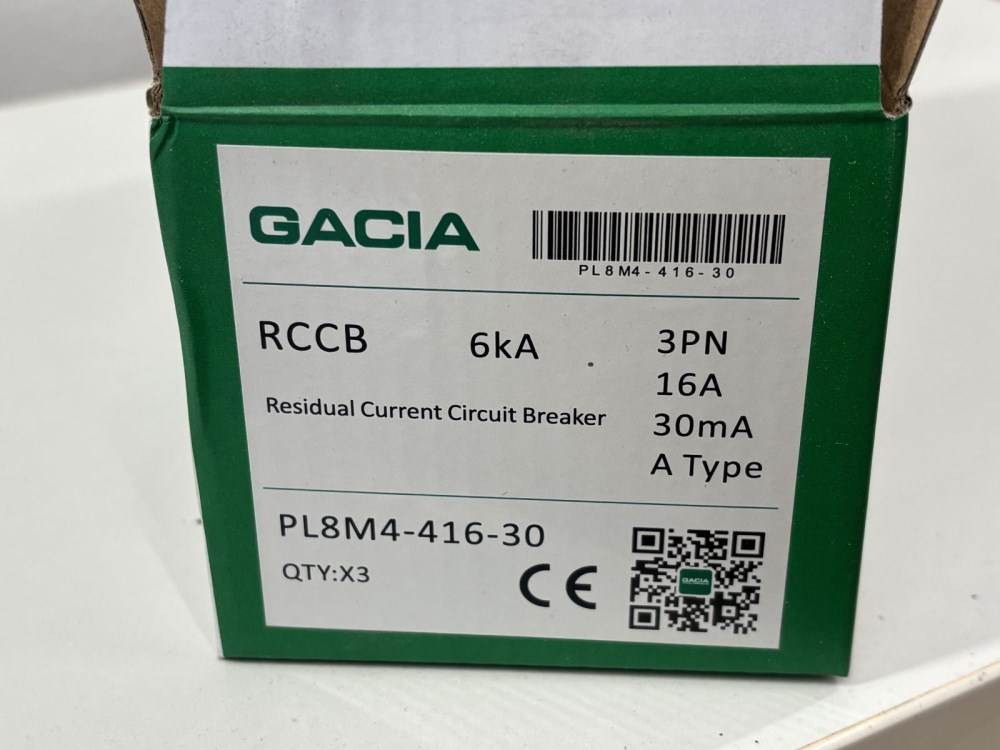 GACIA
PL8M4-416-30
RCCB 6kA 3PN
16A
Residual Current Circuit Breaker 30mA
A Type
PL8M4-416-30
QTY:X3
CE
GACIA